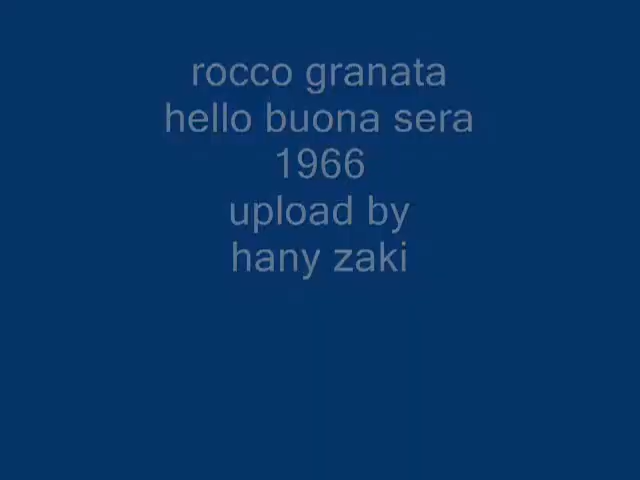 rocco granata
hello buona sera
1966
upload by
hany zaki